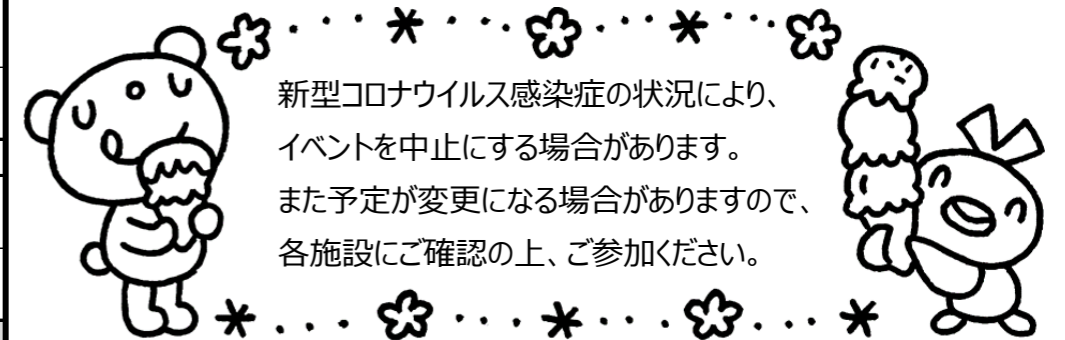 新型コロナウイルス感染症の状況により、
イベントを中止にする場合があります。
また予定が変更になる場合がありますので、
各施設にご確認の上、ご参加ください。